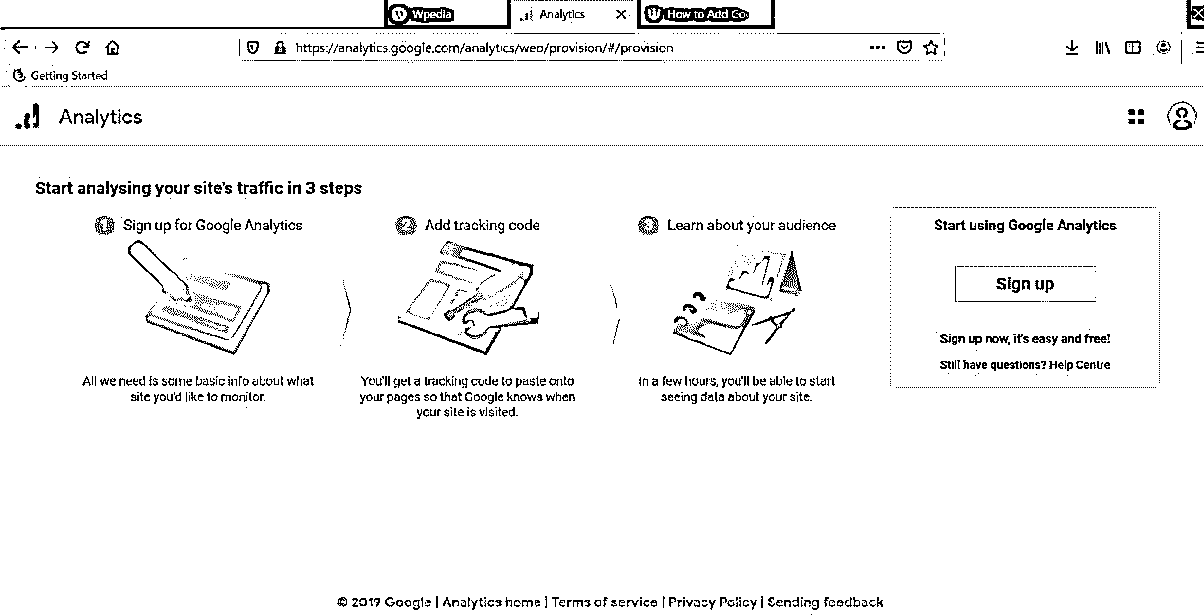 Wpedia
Analytics
How to Add Go
https://analytics.google.com/analytics/web/provision/#/provision
Getting Started
Analytics
Start analysing your site's traffic in 3 steps
1 Sign up for Google Analytics
2 Add tracking code
3 Learn about your audience
Start using Google Analytics
Sign up
Sign up now, it's easy and free!
Still have questions? Help Centre
All we need is some basic info about what
site you'd like to monitor.
You'll get a tracking code to paste onto
your pages so that Google knows when
your site is visited.
In a few hours, you'll be able to start
seeing data about your site.
© 2019 Google | Analytics home | Terms of service | Privacy Policy | Sending feedback